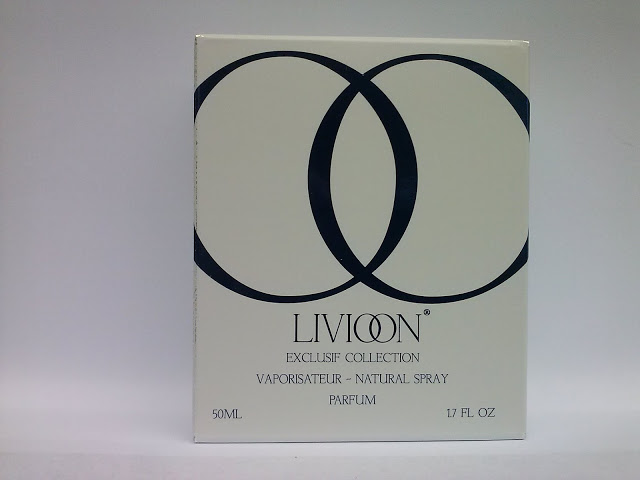 LIVIOON®
EXCLUSIF COLLECTION
VAPORISATEUR - NATURAL SPRAY
PARFUM
50ML 1.7 FL OZ